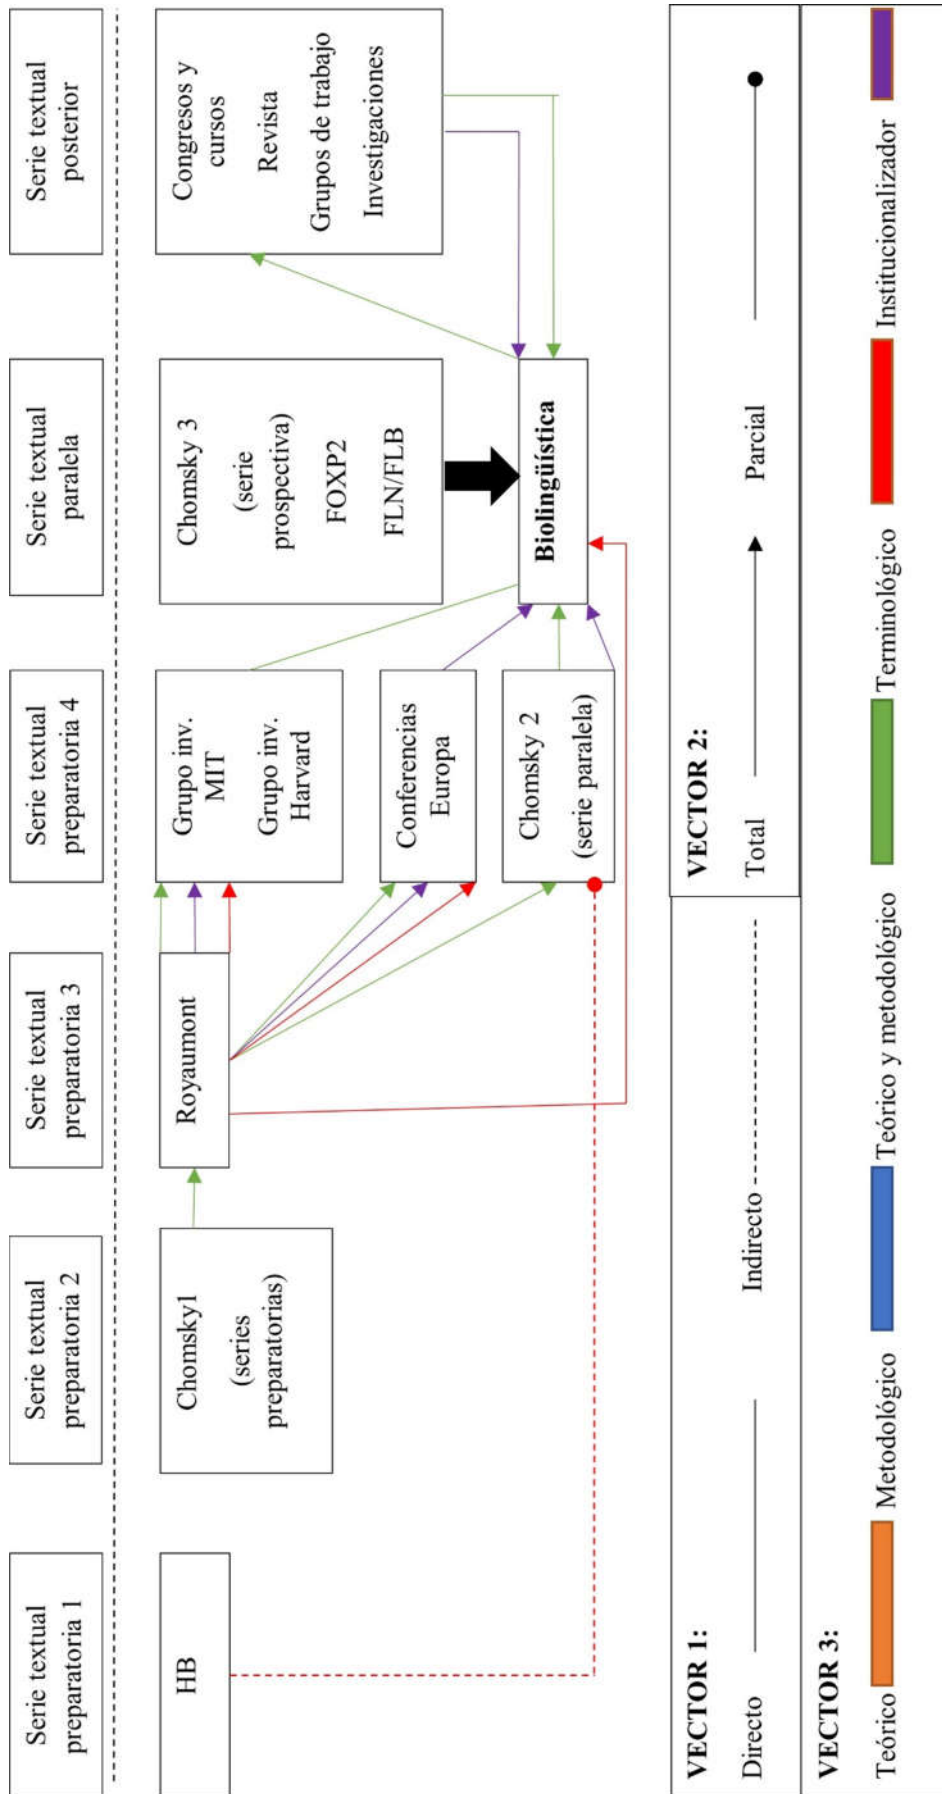 Serie textual
preparatoria 1
Serie textual
preparatoria 2
Serie textual
preparatoria 3
Serie textual
preparatoria 4
Serie textual
paralela
Serie textual
posterior
HB
Chomsky1
(series
preparatorias)
Royaumont
Grupo inv.
MIT
Grupo inv.
Harvard
Conferencias
Europa
Chomsky 2
(serie paralela)
Chomsky 3
(serie
prospectiva)
FOXP2
FLN/FLB
Biolingüística
Congresos y
cursos
Revista
Grupos de trabajo
Investigaciones
VECTOR 1:
Directo
Indirecto
VECTOR 2:
Total
Parcial
VECTOR 3:
Teórico
Metodológico
Teórico y metodológico
Terminológico
Institucionalizador